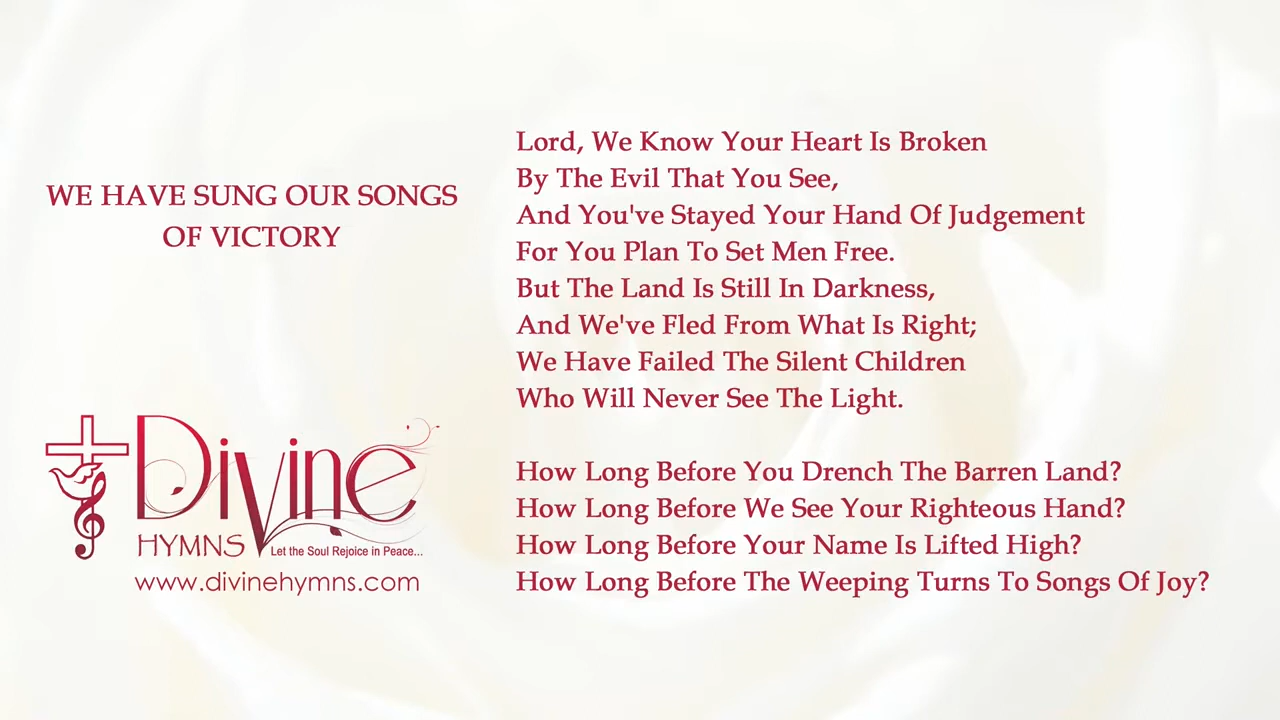 WE HAVE SUNG OUR SONGS
OF VICTORY
Divine
HYMNS
Let the Soul Rejoice in Peace...
www.divinehymns.com
Lord, We Know Your Heart Is Broken
By The Evil That You See,
And You've Stayed Your Hand Of Judgement
For You Plan To Set Men Free.
But The Land Is Still In Darkness,
And We've Fled From What Is Right;
We Have Failed The Silent Children
Who Will Never See The Light.
How Long Before You Drench The Barren Land?
How Long Before We See Your Righteous Hand?
How Long Before Your Name Is Lifted High?
How Long Before The Weeping Turns To Songs Of Joy?